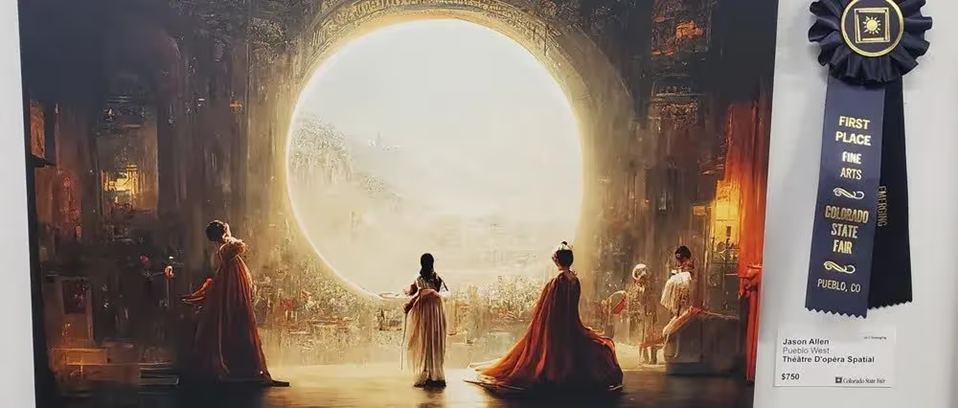 FIRST
PLACE
FINE
ARTS
COLORADO
STATE
FAIR
PUEBLO, CO
EMERGING
Jason Allen
Pueblo West
Théâtre D'opéra Spatial
$750
Colorado State Fair